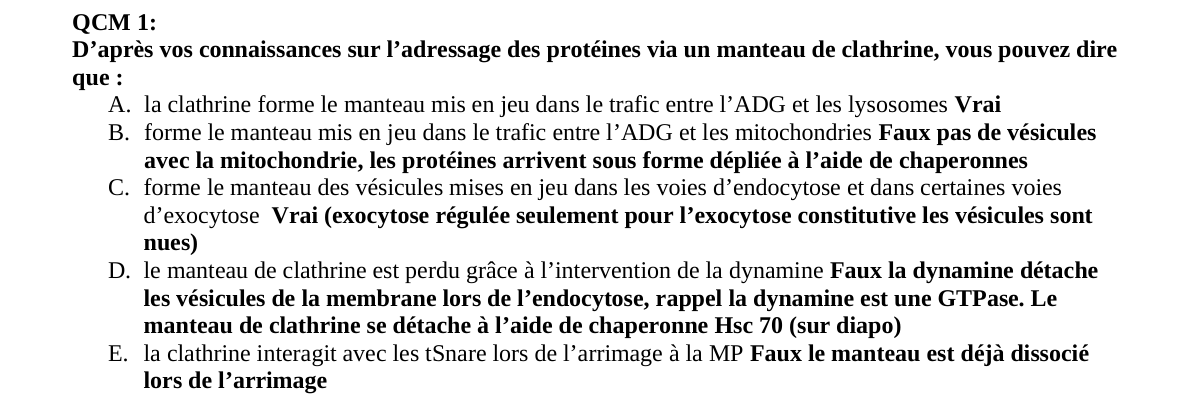 QCM 1:
D’après vos connaissances sur l’adressage des protéines via un manteau de clathrine, vous pouvez dire
que :
A. la clathrine forme le manteau mis en jeu dans le trafic entre l’ADG et les lysosomes Vrai
B. forme le manteau mis en jeu dans le trafic entre l’ADG et les mitochondries Faux pas de vésicules
avec la mitochondrie, les protéines arrivent sous forme dépliée à l’aide de chaperonnes
C. forme le manteau des vésicules mises en jeu dans les voies d’endocytose et dans certaines voies
d’exocytose Vrai (exocytose régulée seulement pour l’exocytose constitutive les vésicules sont
nues)
D. le manteau de clathrine est perdu grâce à l’intervention de la dynamine Faux la dynamine détache
les vésicules de la membrane lors de l’endocytose, rappel la dynamine est une GTPase. Le
manteau de clathrine se détache à l’aide de chaperonne Hsc 70 (sur diapo)
E. la clathrine interagit avec les tSnare lors de l’arrimage à la MP Faux le manteau est déjà dissocié
lors de l’arrimage